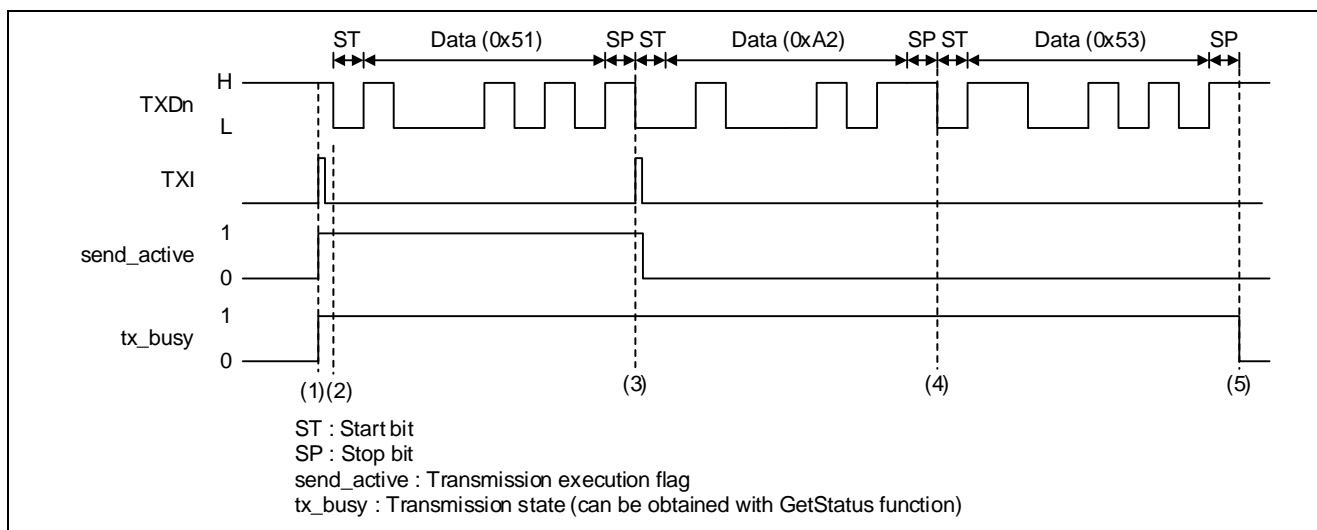 ST Data (0x51) SP ST Data (0xA2) SP ST Data (0x53) SP
H
TXDn
L
TXI
1
send_active
0
1
tx_busy
0
(1) (2) (3) (4) (5)
ST : Start bit
SP : Stop bit
send_active : Transmission execution flag
tx_busy : Transmission state (can be obtained with GetStatus function)